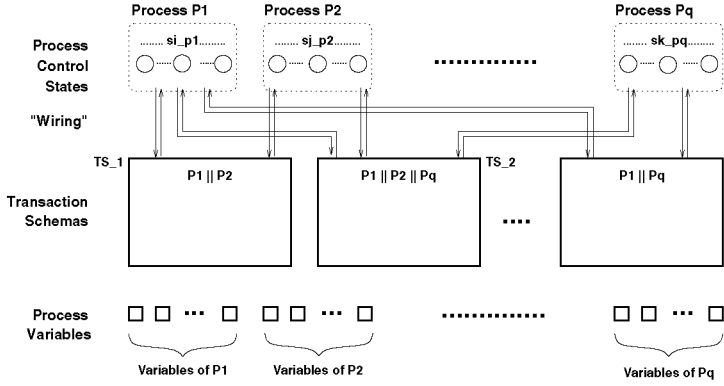 Process P1
Process P2
Process Pq
Process
Control
States
........ si_p1.........
........ sj_p2........
........ sk_pq........
"Wiring"
TS_1
TS_2
P1 || P2
P1 || P2 || Pq
P1 || Pq
Transaction
Schemas
Process
Variables
Variables of P1
Variables of P2
Variables of Pq